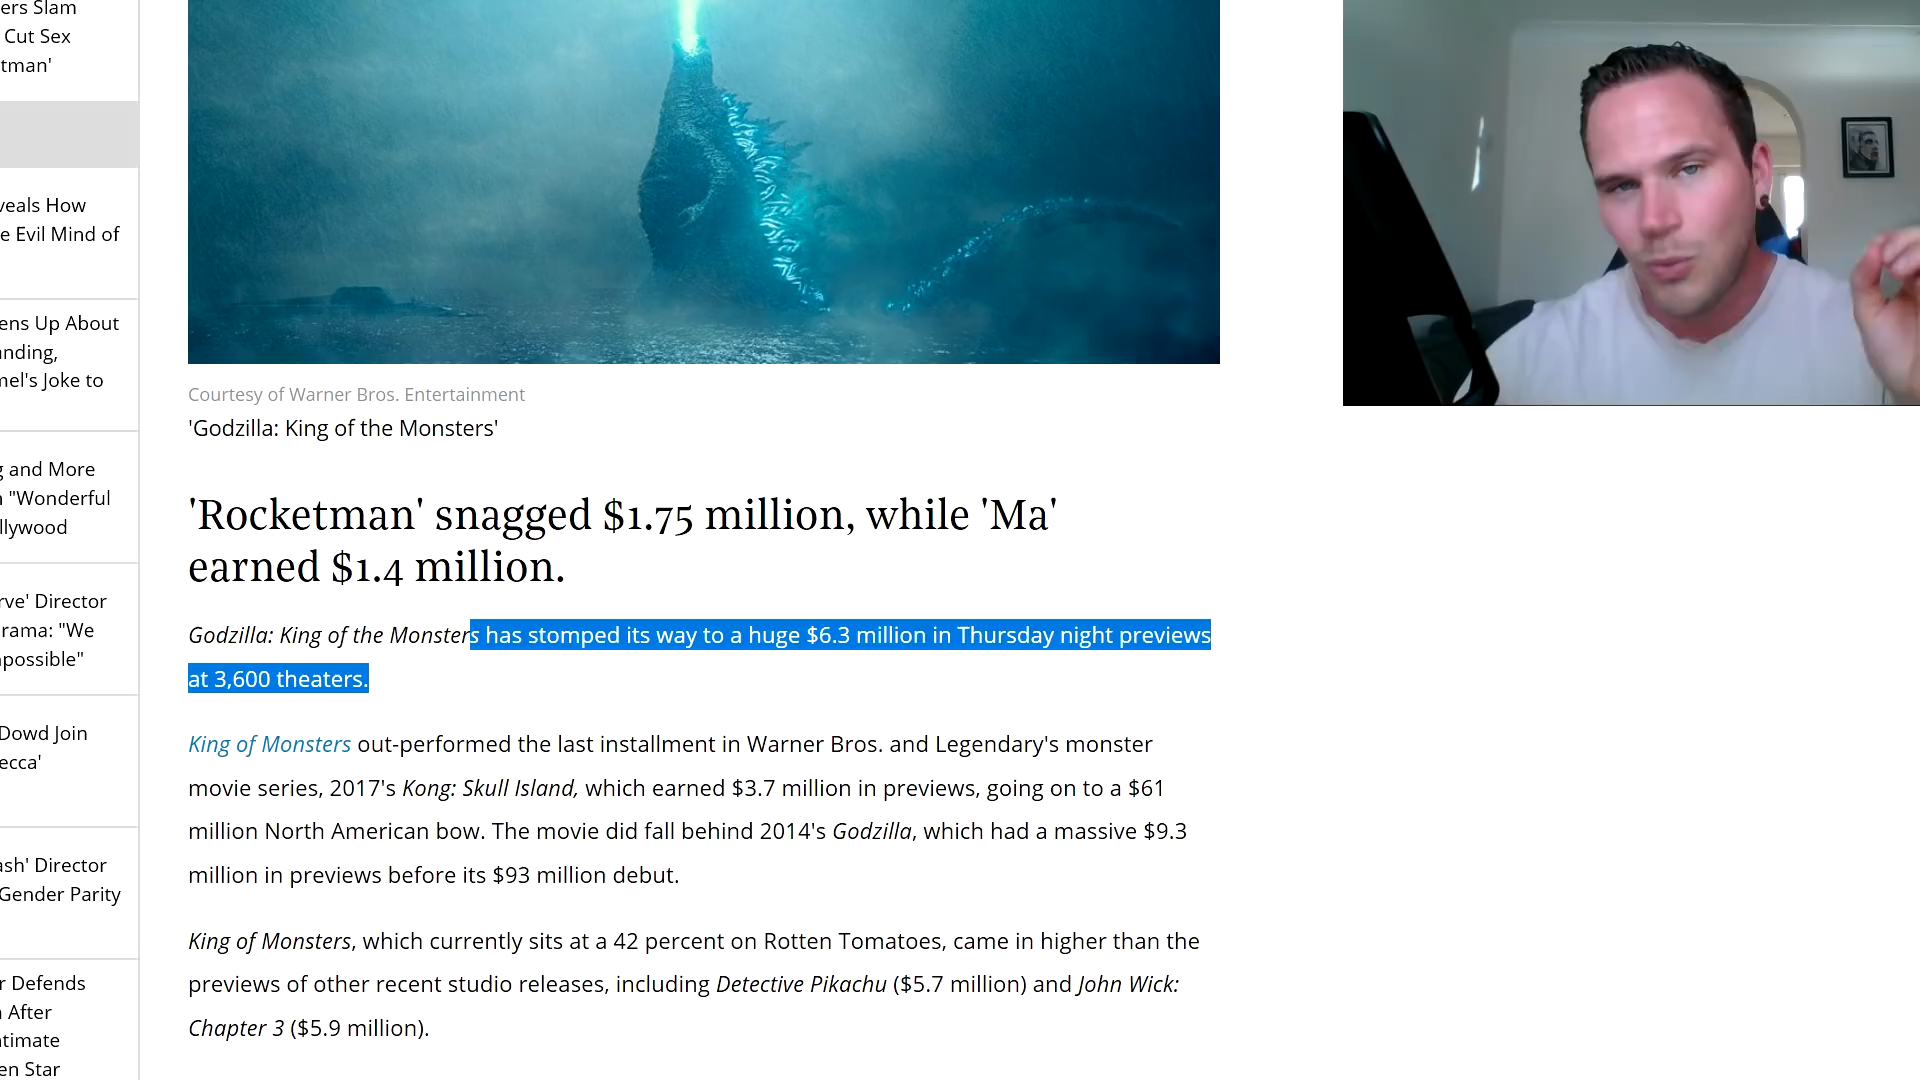 ers Slam
Cut Sex
tman'
veals How
e Evil Mind of
ens Up About
nding,
nel's Joke to
g and More
n "Wonderful
llywood
rve' Director
rama: "We
possible"
Dowd Join
ecca'
ash' Director
Gender Parity
r Defends
n After
ntimate
en Star
Courtesy of Warner Bros. Entertainment
'Godzilla: King of the Monsters'
'Rocketman' snagged $1.75 million, while 'Ma'
earned $1.4 million.
Godzilla: King of the Monsters has stomped its way to a huge $6.3 million in Thursday night previews
at 3,600 theaters.
King of Monsters out-performed the last installment in Warner Bros. and Legendary's monster
movie series, 2017's Kong: Skull Island, which earned $3.7 million in previews, going on to a $61
million North American bow. The movie did fall behind 2014's Godzilla, which had a massive $9.3
million in previews before its $93 million debut.
King of Monsters, which currently sits at a 42 percent on Rotten Tomatoes, came in higher than the
previews of other recent studio releases, including Detective Pikachu ($5.7 million) and John Wick:
Chapter 3 ($5.9 million).